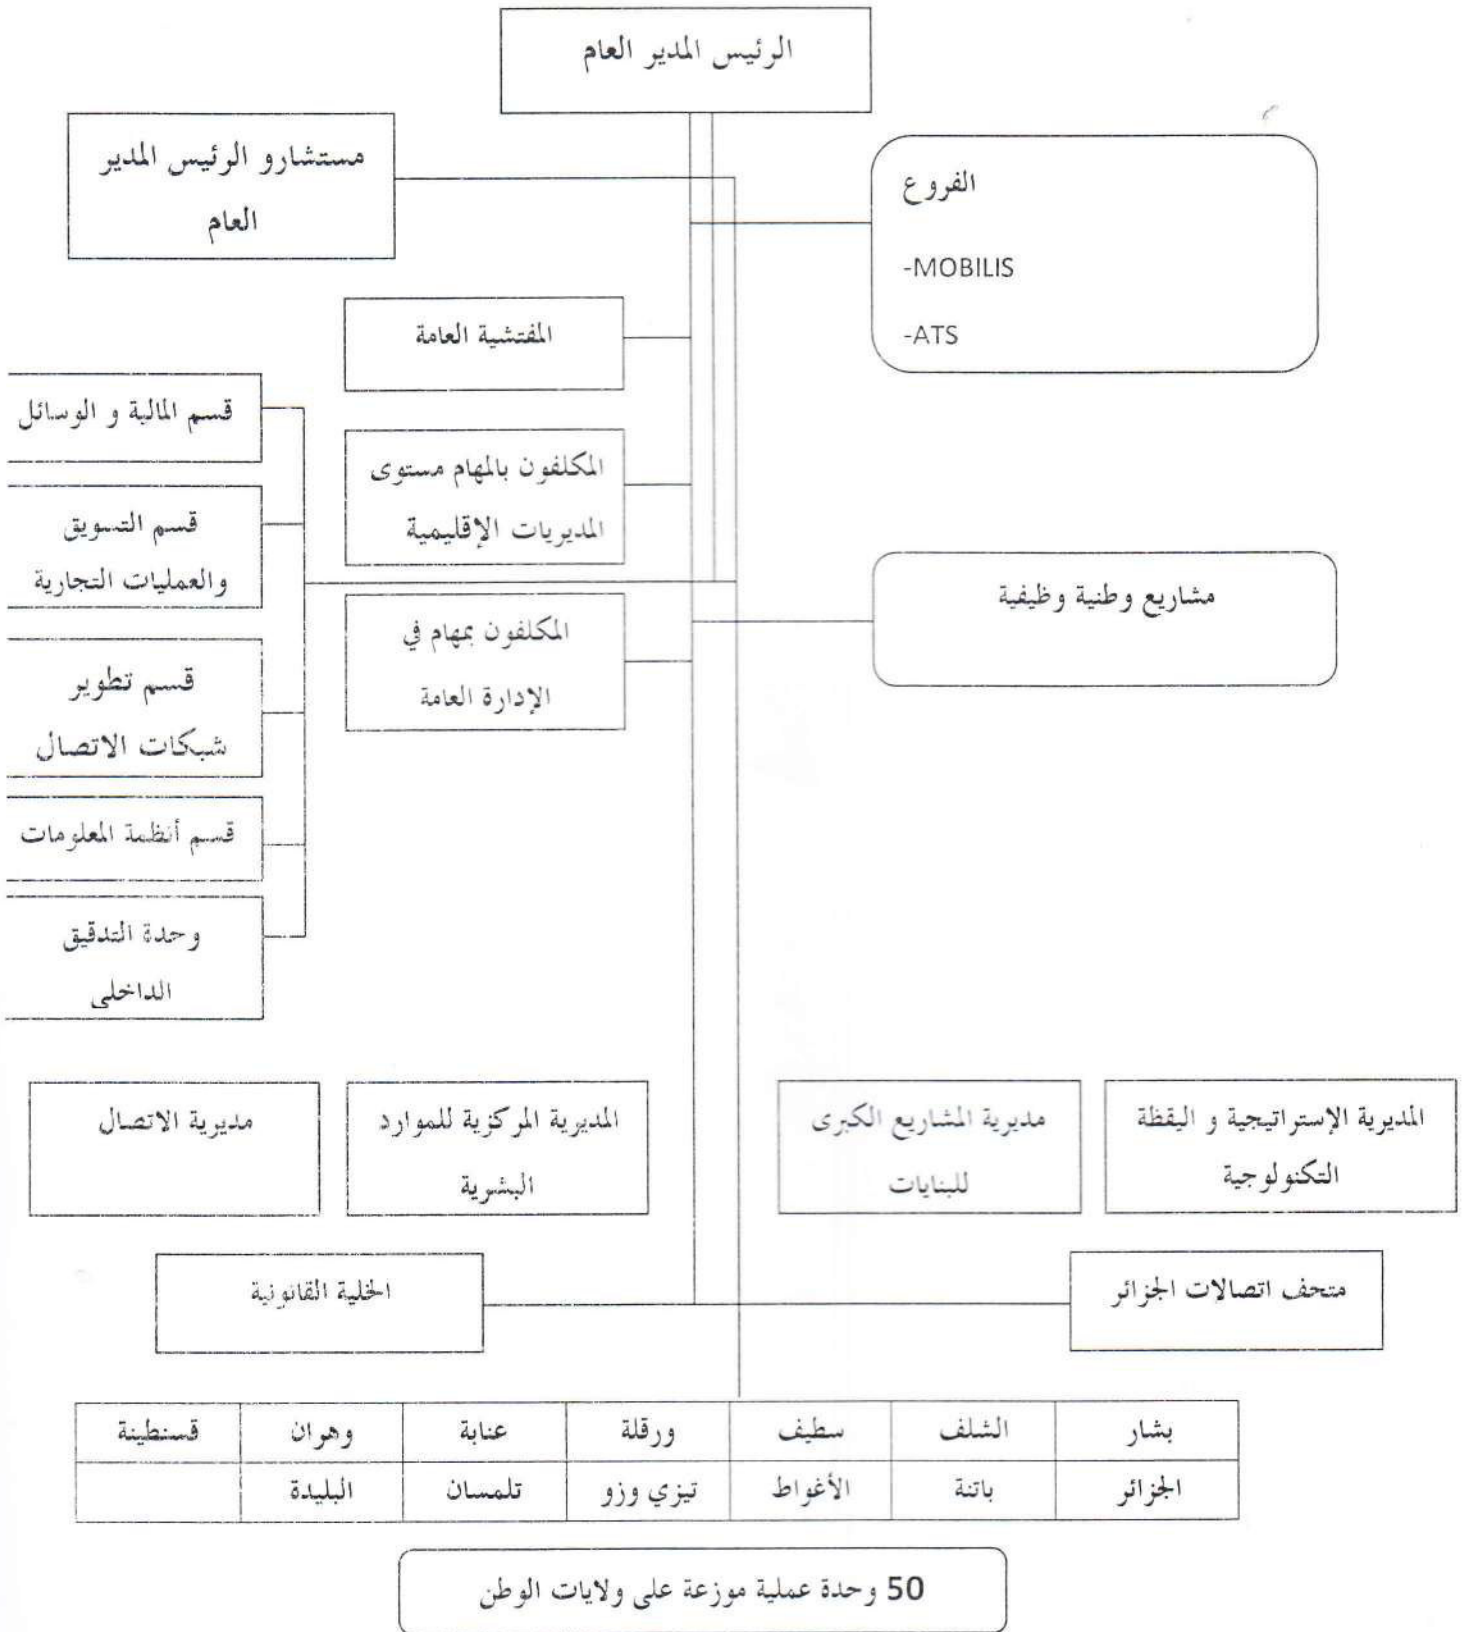 الرئيس المدير العام
مستشارو الرئيس المدير
العام
الفروع
-MOBILIS
-ATS
المفتشية العامة
قسم المالية و الوسائل
المكلفون بالمهام مستوى
المديريات الإقليمية
قسم التسويق
والعمليات التجارية
مشاريع وطنية وظيفية
المكلفون بمهام في
الإدارة العامة
قسم تطوير
شبكات الاتصال
قسم أنظمة المعلومات
وحدة التدقيق
الداخلي
المديرية الإستراتيجية و اليقظة
التكنولوجية
مديرية المشاريع الكبرى
للبنايات
المديرية المركزية للموارد
البشرية
مديرية الاتصال
متحف اتصالات الجزائر
الخلية القانونية
بشار الشلف سطيف ورقلة عنابة وهران قسنطينة
الجزائر باتنة الأغواط تيزي وزو تلمسان البليدة
50 وحدة عملية موزعة على ولايات الوطن